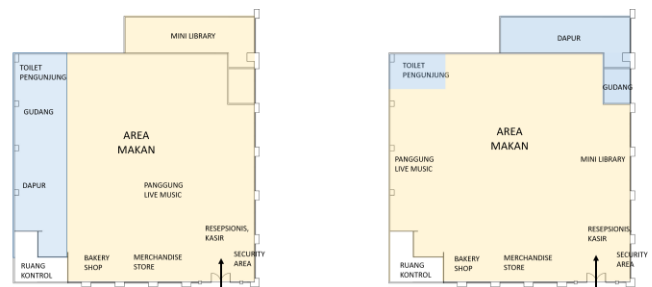 MINI LIBRARY
TOILET
PENGUNJUNG
GUDANG
AREA
MAKAN
DAPUR
PANGGUNG
LIVE MUSIC
RESEPSIONIS,
KASIR
BAKERY
SHOP
MERCHANDISE
STORE
SECURITY
AREA
RUANG
KONTROL
DAPUR
TOILET
PENGUNJUNG
GUDANG
AREA
MAKAN
PANGGUNG
LIVE MUSIC
MINI LIBRARY
RESEPSIONIS,
KASIR
BAKERY
SHOP
MERCHANDISE
STORE
SECURITY
AREA
RUANG
KONTROL